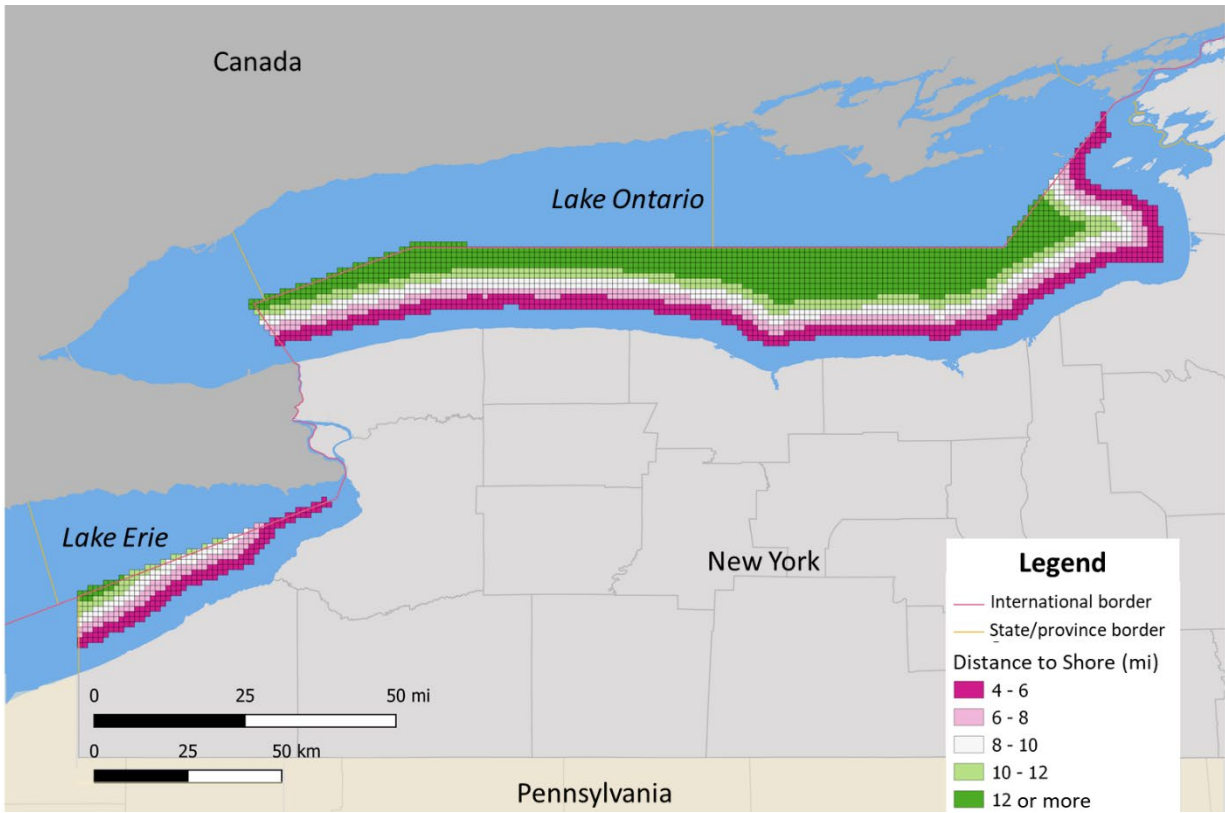 Canada
Lake Ontario
Lake Erie
New York
Legend
International border
State/province border
Distance to Shore (mi)
4 - 6
6 - 8
8 - 10
10 - 12
12 or more
0 25 50 mi
0 25 50 km
Pennsylvania